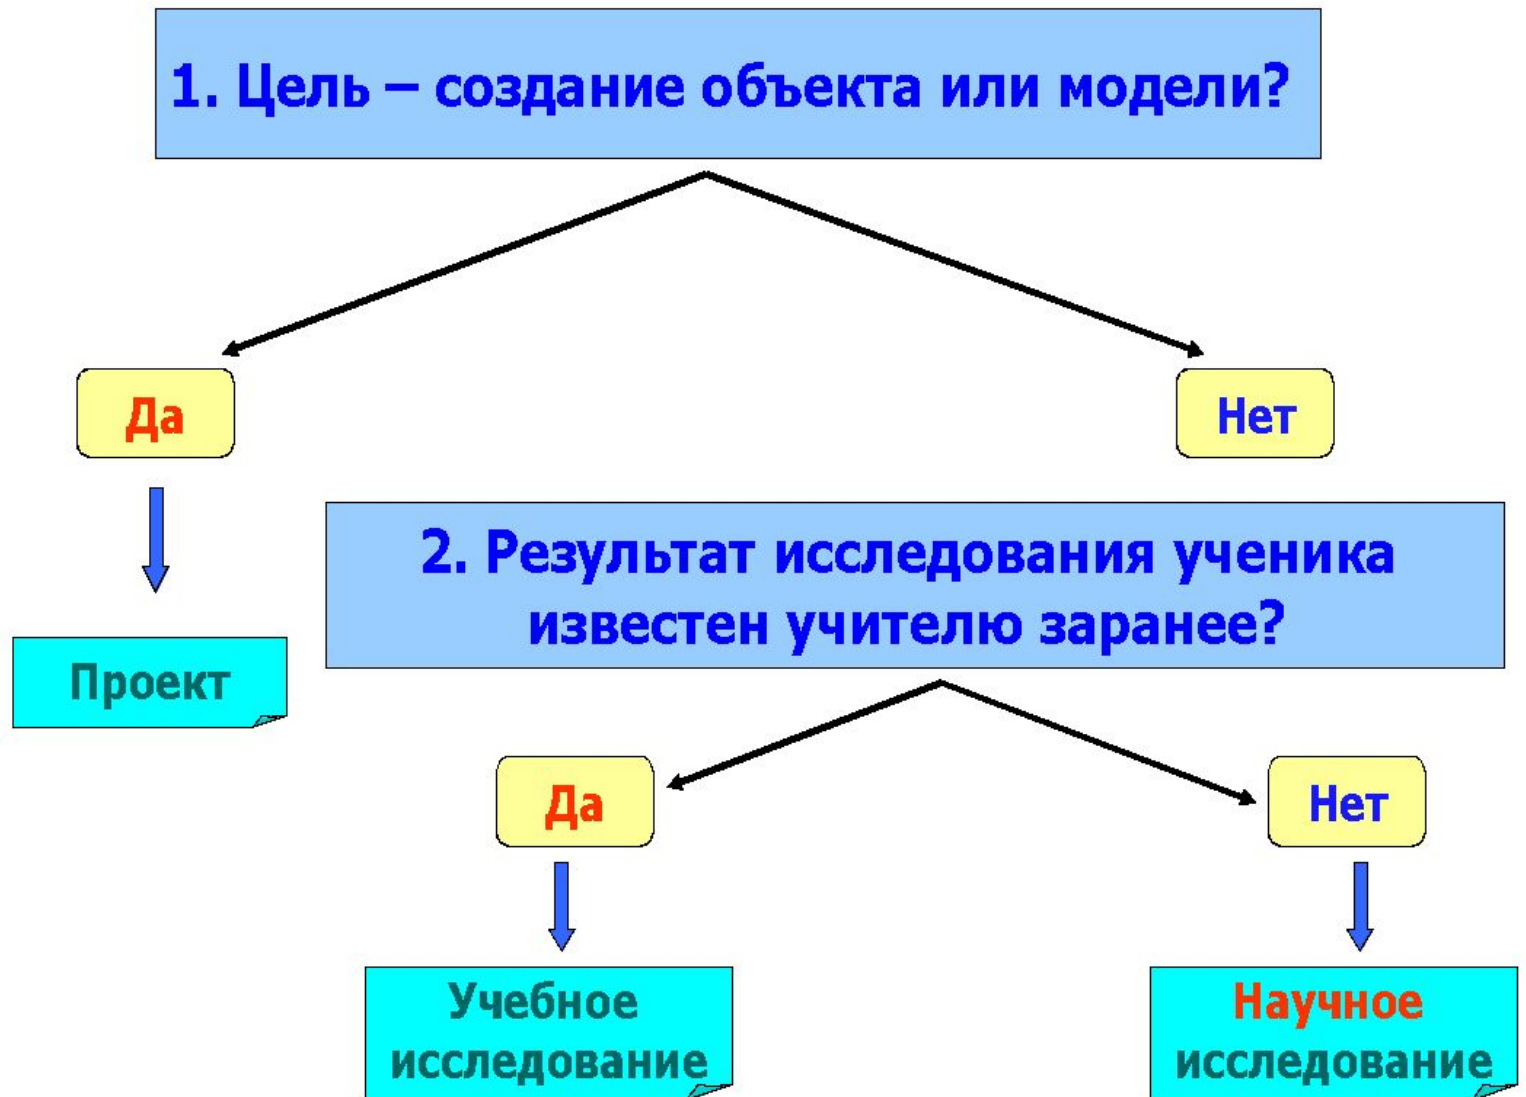 1. Цель – создание объекта или модели?
Да
Нет
2. Результат исследования ученика
известен учителю заранее?
Проект
Да
Нет
Учебное
исследование
Научное
исследование